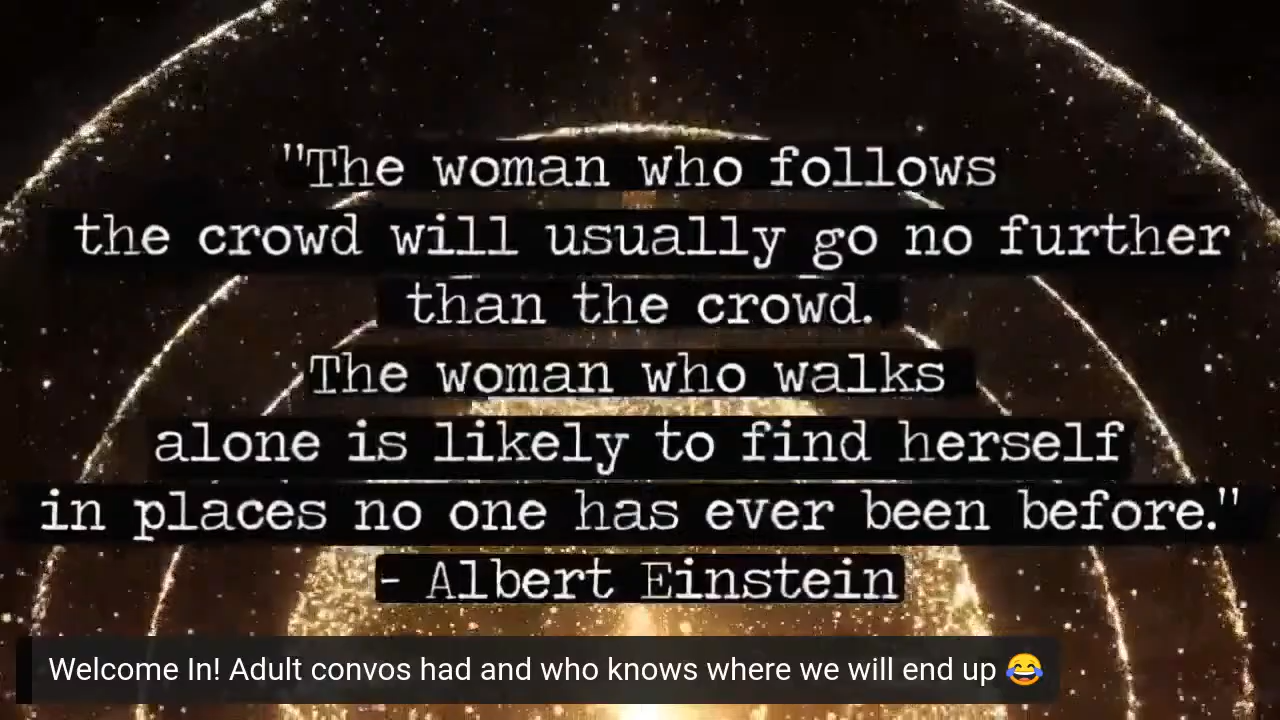 "The woman who follows
the crowd will usually go no further
than the crowd.
The woman who walks
alone is likely to find herself
in places no one has ever been before."
- Albert Einstein
Welcome In! Adult convos had and who knows where we will end up 😂